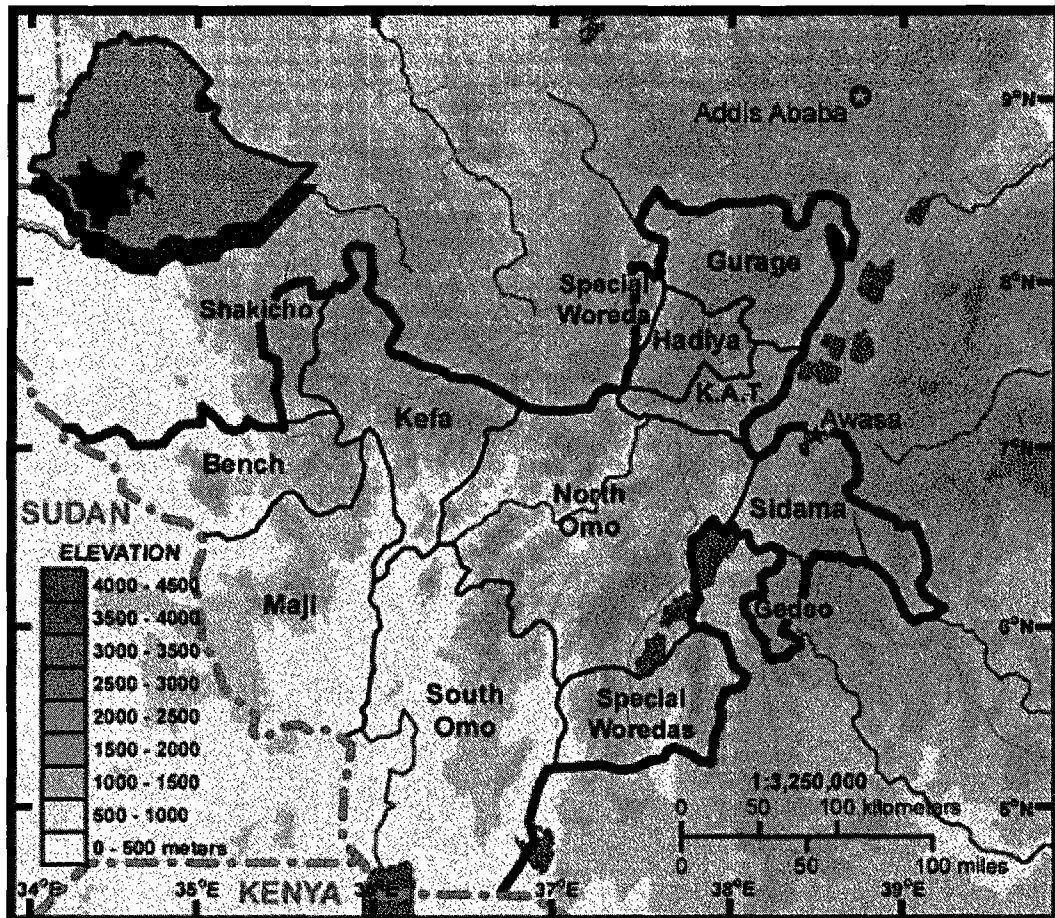 Addis Ababa
9°N
Gurage
8°N
Special
Woreda
Shakicho
Hadiya
K.A.T.
Kefa
Awasa
7°N
Bench
North
Omo
Sidama
SUDAN
ELEVATION
4000 - 4500
3500 - 4000
3000 - 3500
2500 - 3000
2000 - 2500
1500 - 2000
1000 - 1500
500 - 1000
0 - 500 meters
Maji
Gedeo
6°N
South
Omo
Special
Woredas
1:3,250,000
0 50 100 kilometers
0 50 100 miles
5°N
34°E
35°E
KENYA
36°E
37°E
38°E
39°E